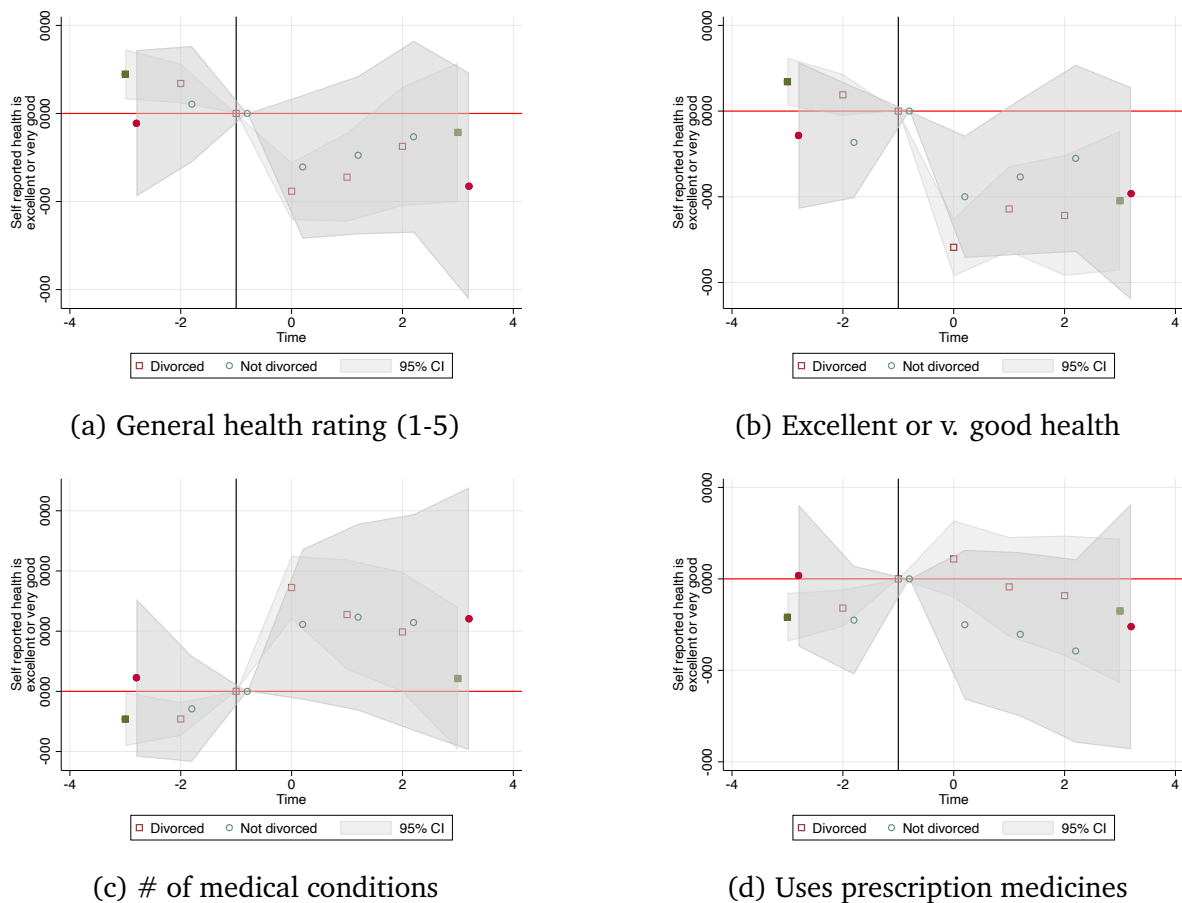 Self reported health is
excellent or very good
0000
0000
-000
-000
-4 -2 0 2 4
Time
Divorced Not divorced 95% CI
(a) General health rating (1-5)
Self reported health is
excellent or very good
0000
0000
-000
-000
-4 -2 0 2 4
Time
Divorced Not divorced 95% CI
(b) Excellent or v. good health
Self reported health is
excellent or very good
0000
0000
0000
0000
-000
-4 -2 0 2 4
Time
Divorced Not divorced 95% CI
(c) # of medical conditions
Self reported health is
excellent or very good
0000
0000
-000
-000
-4 -2 0 2 4
Time
Divorced Not divorced 95% CI
(d) Uses prescription medicines